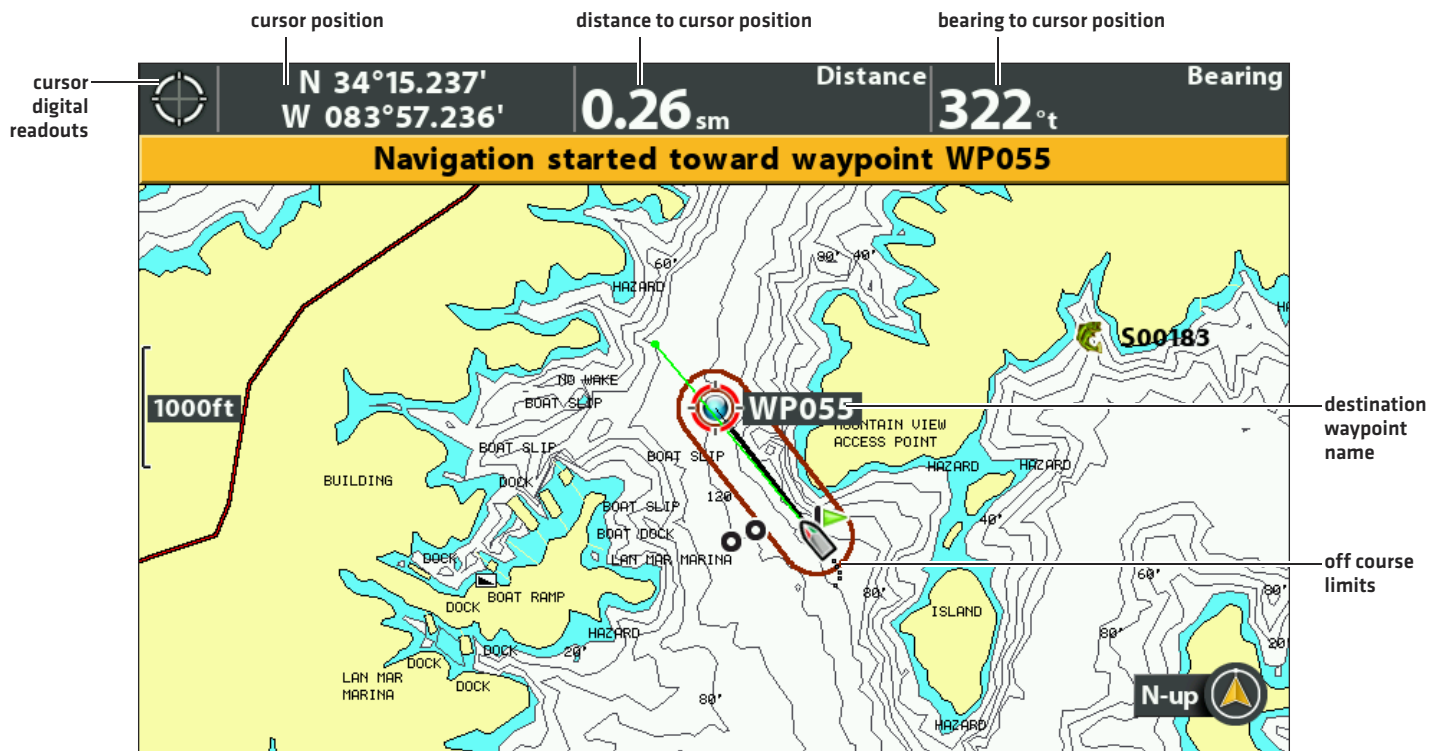 cursor position
distance to cursor position
bearing to cursor position
cursor
digital
readouts
N 34°15.237'
W 083°57.236'
Distance
0.26 sm
Bearing
322°t
Navigation started toward waypoint WP055
60'
80'
40'
HAZARD
S00183
NO WAKE
BOAT SLIP
1000ft
WP055
destination
waypoint
name
MOUNTAIN VIEW
ACCESS POINT
BOAT SLIP
BOAT SLIP
HAZARD
HAZARD
BUILDING
DOCK
120
BOAT SLIP
40'
BOAT DOCK
DOCK
LAN MAR MARINA
off course
limits
BOAT RAMP
80'
60'
80'
DOCK
ISLAND
HAZARD
80'
20'
DOCK
20'
DOCK
LAN MAR
MARINA
DOCK
80'
N-up
HAZARD